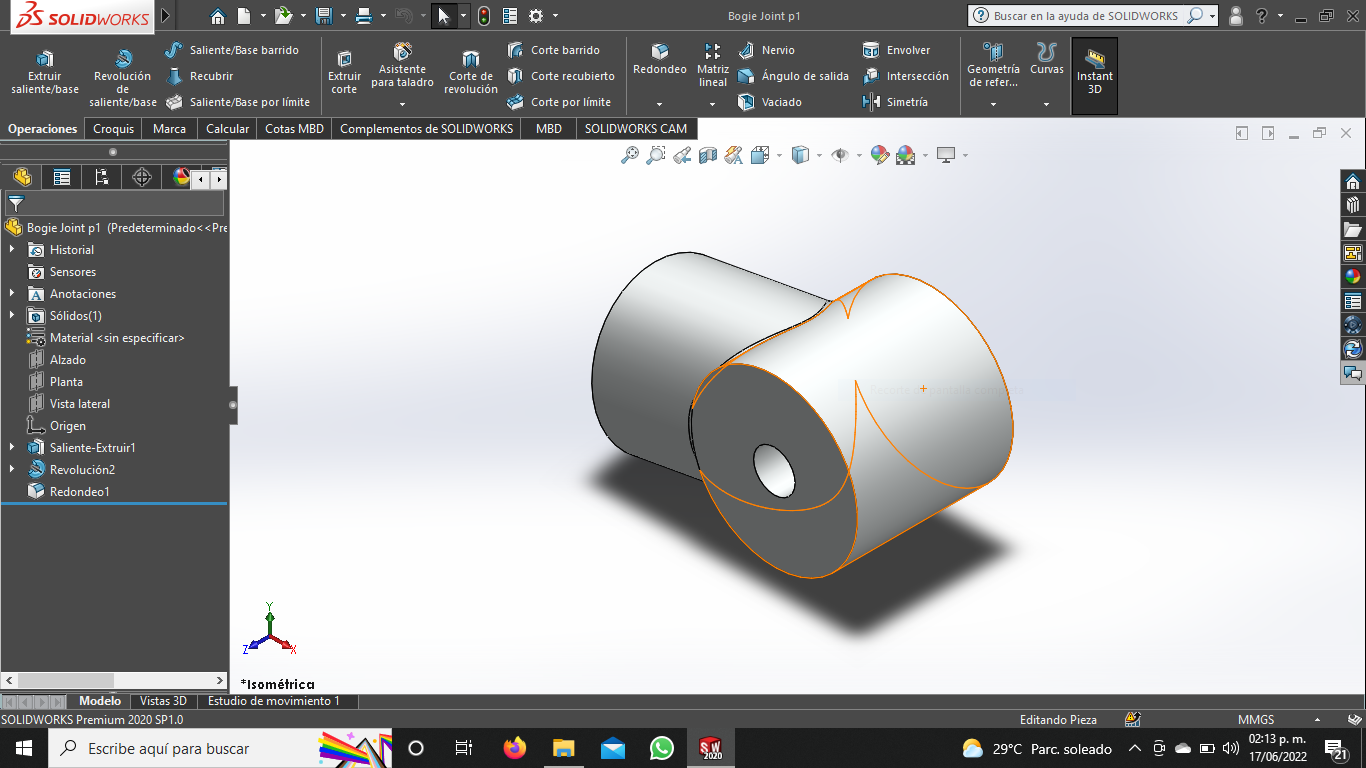 SOLIDWORKS
Bogie Joint p1
Buscar en la ayuda de SOLIDWORKS
Extruir
saliente/base
Revolución
de
saliente/base
Saliente/Base barrido
Recubrir
Saliente/Base por límite
Extruir
corte
Asistente
para taladro
Corte de
revolución
Corte barrido
Corte recubierto
Corte por límite
Redondeo
Matriz
lineal
Nervio
Ángulo de salida
Vaciado
Envolver
Intersección
Simetría
Geometría
de refer...
Curvas
Instant
3D
Operaciones
Croquis
Marca
Calcular
Cotas MBD
Complementos de SOLIDWORKS
MBD
SOLIDWORKS CAM
Bogie Joint p1 (Predeterminado<<Pre
Historial
Sensores
Anotaciones
Sólidos(1)
Material <sin especificar>
Alzado
Planta
Vista lateral
Origen
Saliente-Extruir1
Revolución2
Redondeo1
Y
Z
X
*Isométrica
Modelo
Vistas 3D
Estudio de movimiento 1
SOLIDWORKS Premium 2020 SP1.0
Editando Pieza
MMGS
Escribe aquí para buscar
SW
2020
29°C Parc. soleado
02:13 p. m.
17/06/2022
21